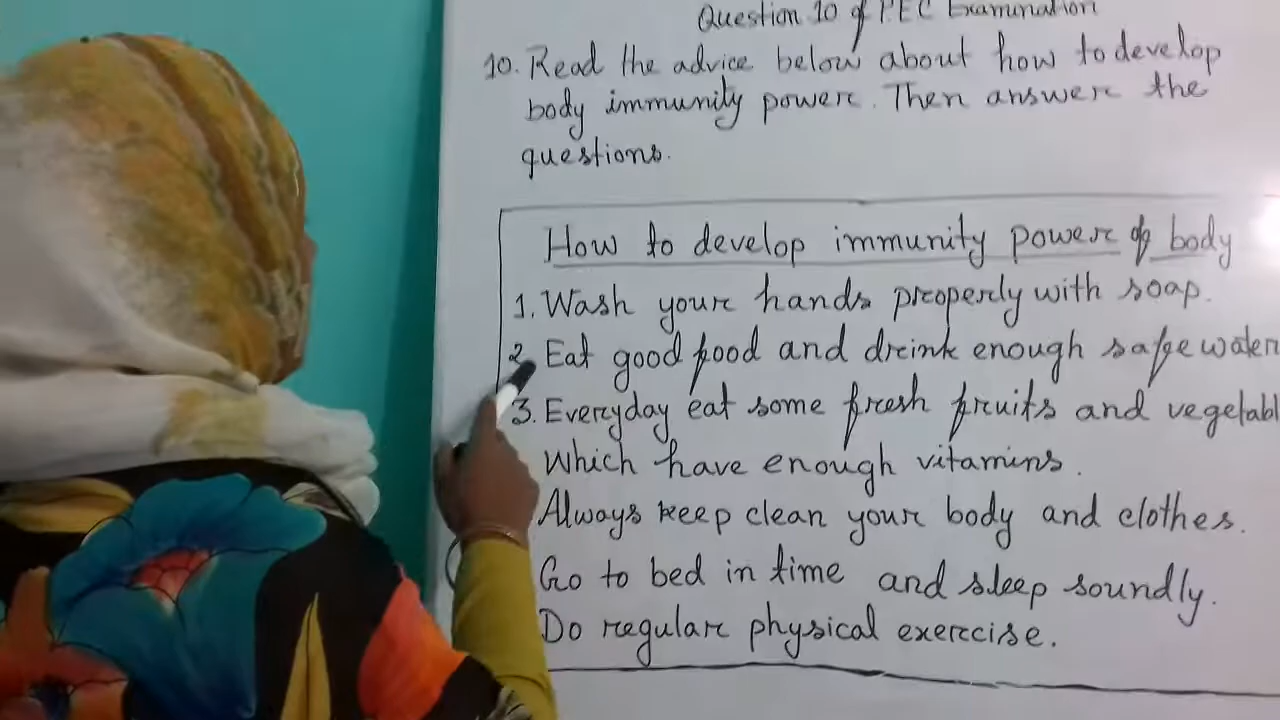 Question 10 of PEC Examination
10. Read the advice below about how to develop
body immunity power. Then answer the
questions.
How to develop immunity power of body
1. Wash your hands properly with soap.
2. Eat good food and drink enough safe water
3. Everyday eat some fresh fruits and vegetabl
which have enough vitamins.
Always keep clean your body and clothes.
Go to bed in time and sleep soundly.
Do regular physical exercise.